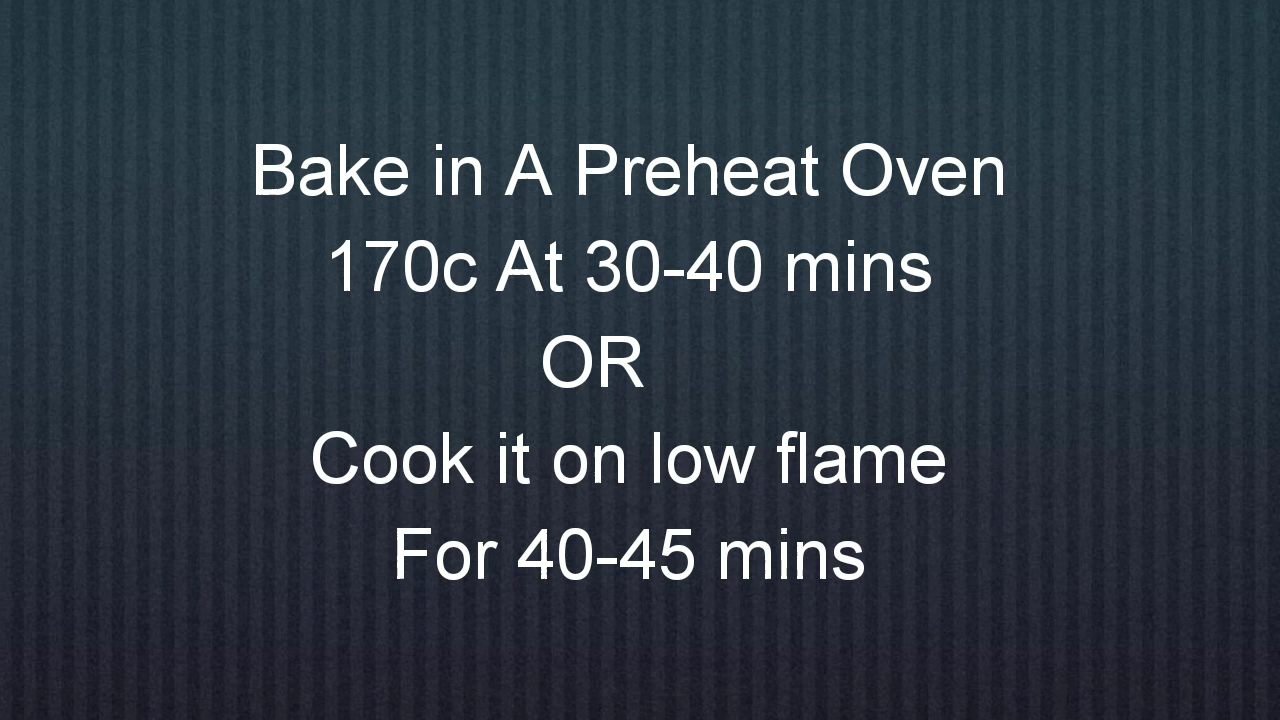 Bake in A Preheat Oven
170c At 30-40 mins
OR
Cook it on low flame
For 40-45 mins